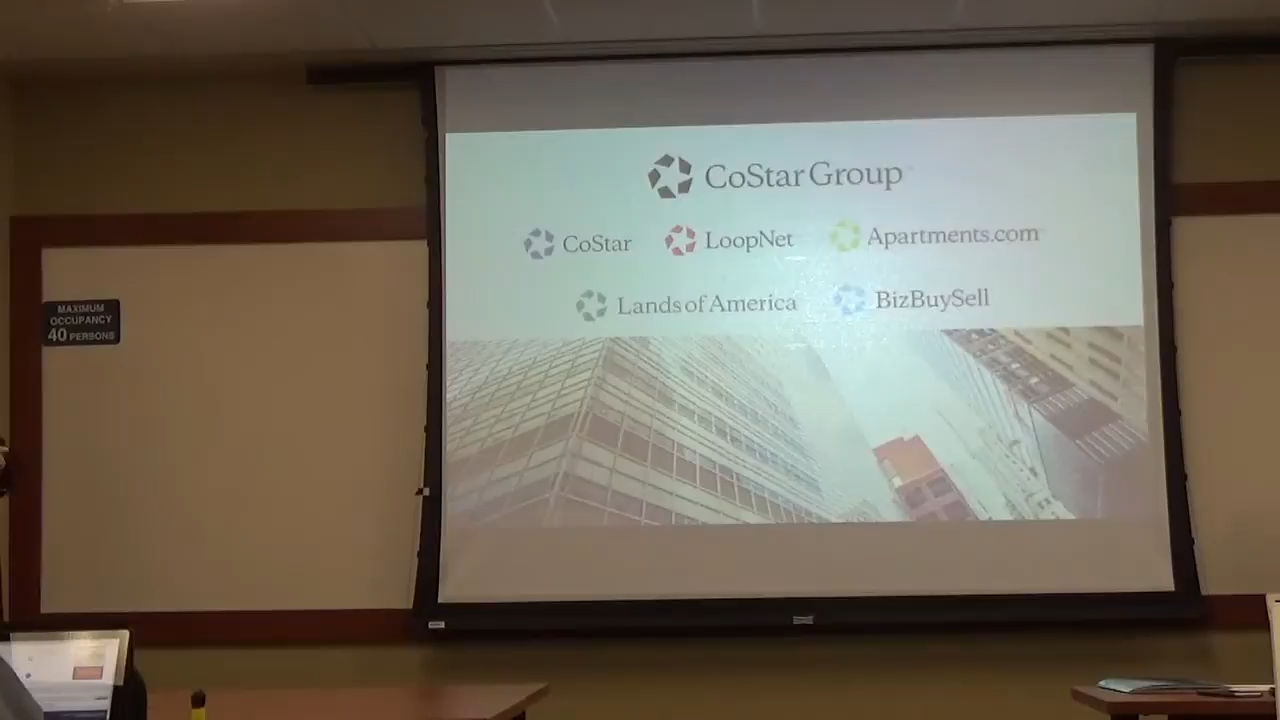 CoStar Group
CoStar LoopNet Apartments.com
Lands of America BizBuySell
MAXIMUM
OCCUPANCY
40 PERSONS